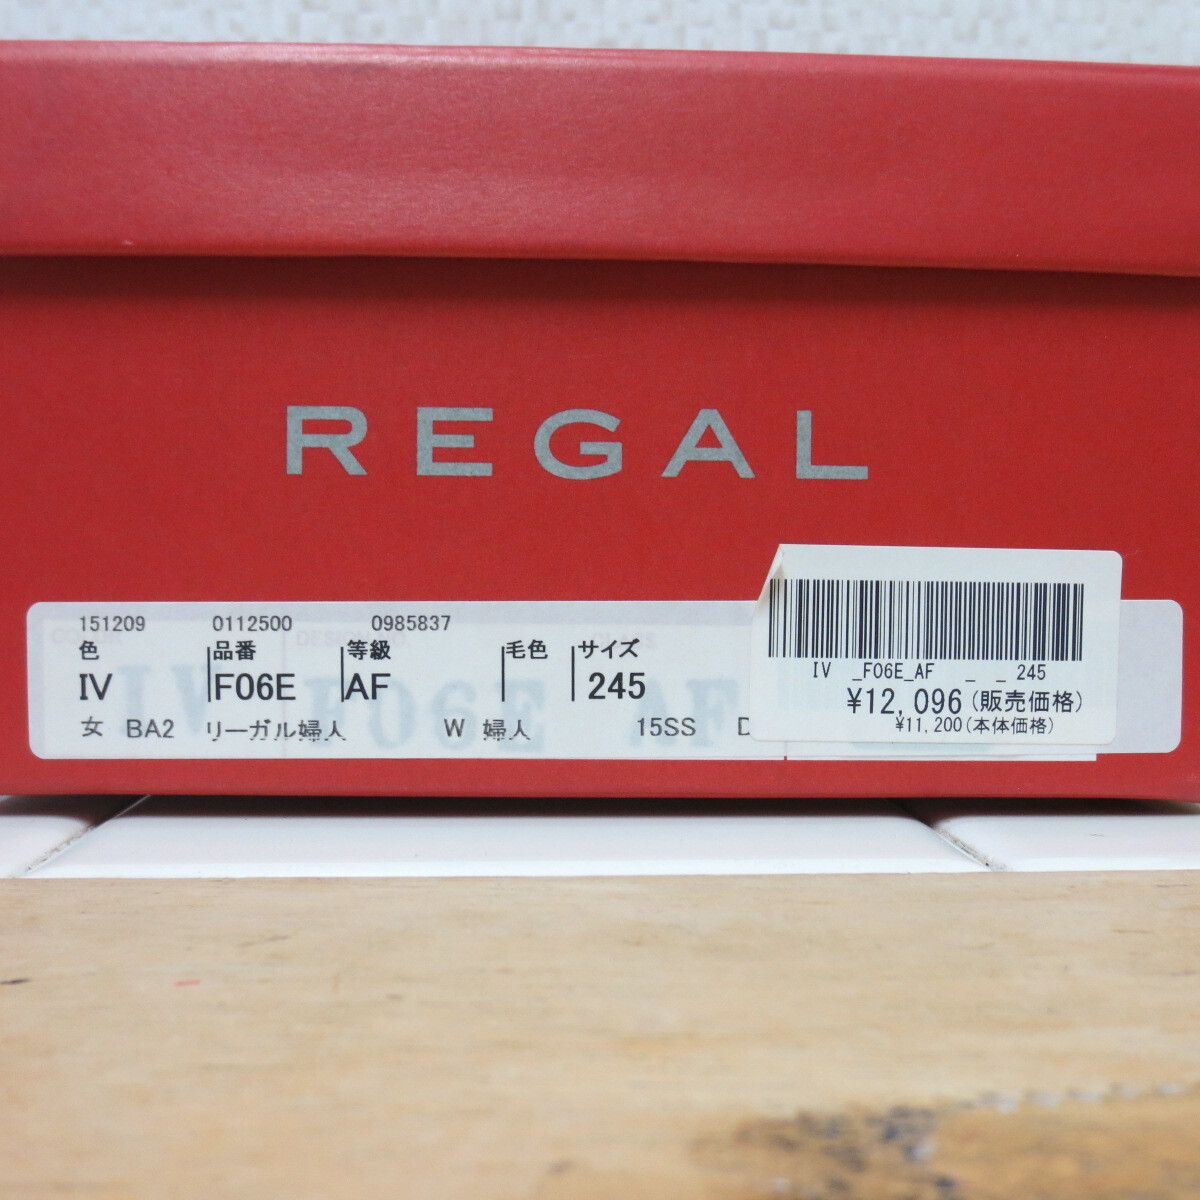 REGAL
151209 0112500 0985837
色 品番 等級 毛色 サイズ
IV F06E AF 245
女 BA2 リーガル婦人 W 婦人 15SS D
IV _F06E_AF _ _ 245
¥12,096(販売価格)
¥11,200(本体価格)